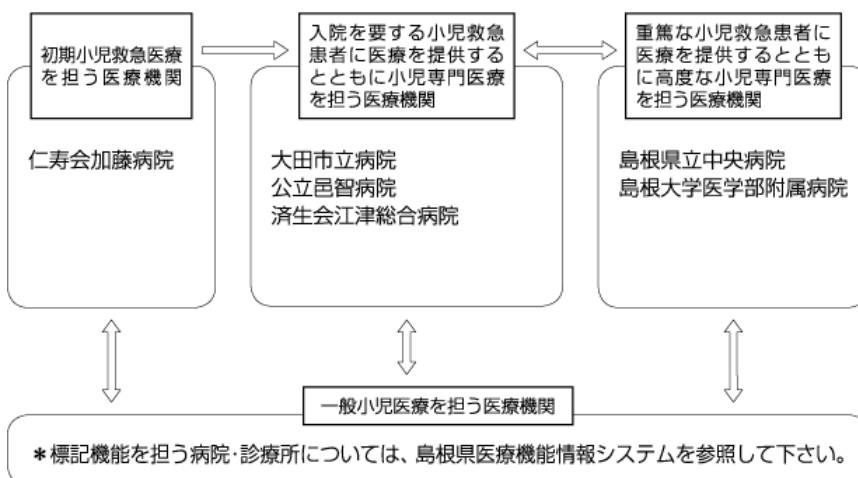 初期小児救急医療
を担う医療機関
仁寿会加藤病院
入院を要する小児救急
患者に医療を提供する
とともに小児専門医療
を担う医療機関
大田市立病院
公立邑智病院
済生会江津総合病院
重篤な小児救急患者に
医療を提供するととも
に高度な小児専門医療
を担う医療機関
島根県立中央病院
島根大学医学部附属病院
一般小児医療を担う医療機関
*標記機能を担う病院・診療所については、島根県医療機能情報システムを参照して下さい。